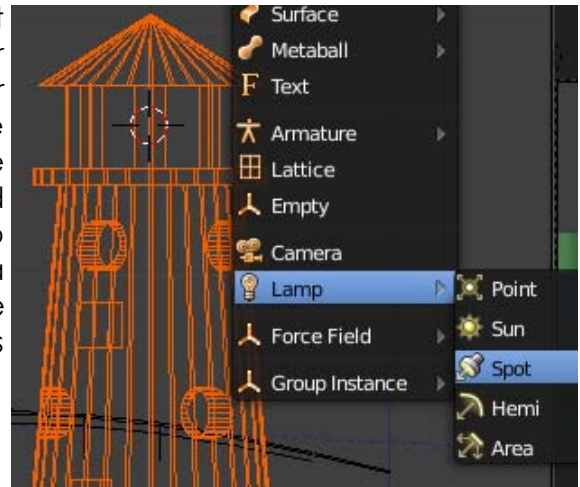 Surface
Metaball
Text
Armature
Lattice
Empty
Camera
Lamp
Point
Sun
Force Field
Spot
Group Instance
Hemi
Area